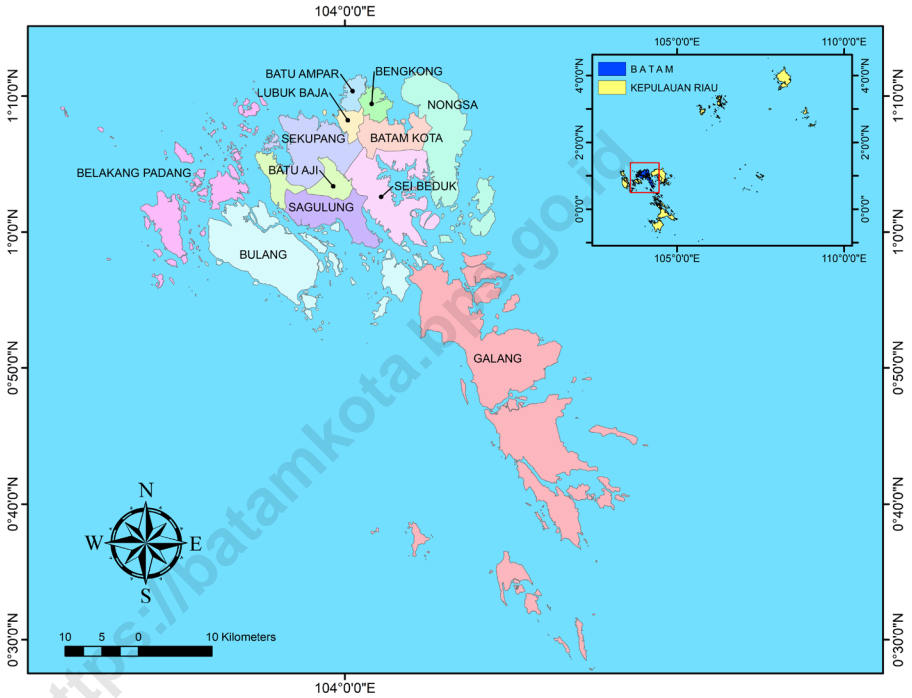 104°0'0"E
105°0'0"E
110°0'0"E
4°0'0"N
2°0'0"N
0°0'0"
4°0'0"N
2°0'0"N
0°0'0"
B A T A M
KEPULAUAN RIAU
105°0'0"E
110°0'0"E
1°10'0"N
1°10'0"N
BATU AMPAR
BENGKONG
LUBUK BAJA
NONGSA
SEKUPANG
BATAM KOTA
BELAKANG PADANG
BATU AJI
SEI BEDUK
SAGULUNG
1°0'0"N
1°0'0"N
BULANG
GALANG
0°50'0"N
0°50'0"N
0°40'0"N
0°40'0"N
N
W
E
S
0°30'0"N
0°30'0"N
10 5 0 10 Kilometers
104°0'0"E
https://batamkota.bps.go.id